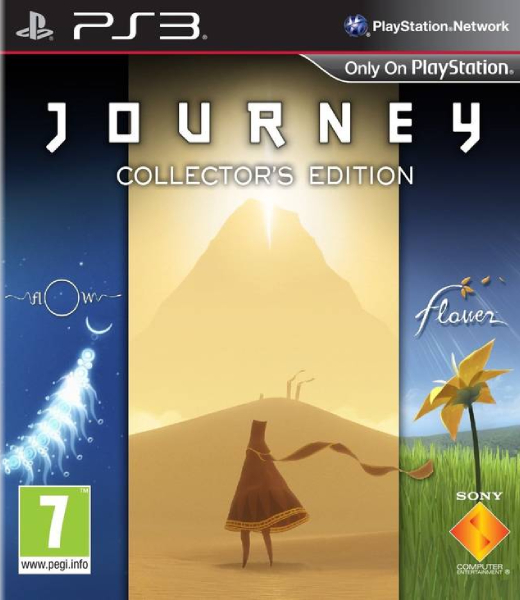 PS3
PlayStation®Network
Only On PlayStation®
JOURNEY
COLLECTOR'S EDITION
flOw
flower
7
www.pegi.info
SONY
COMPUTER
ENTERTAINMENT